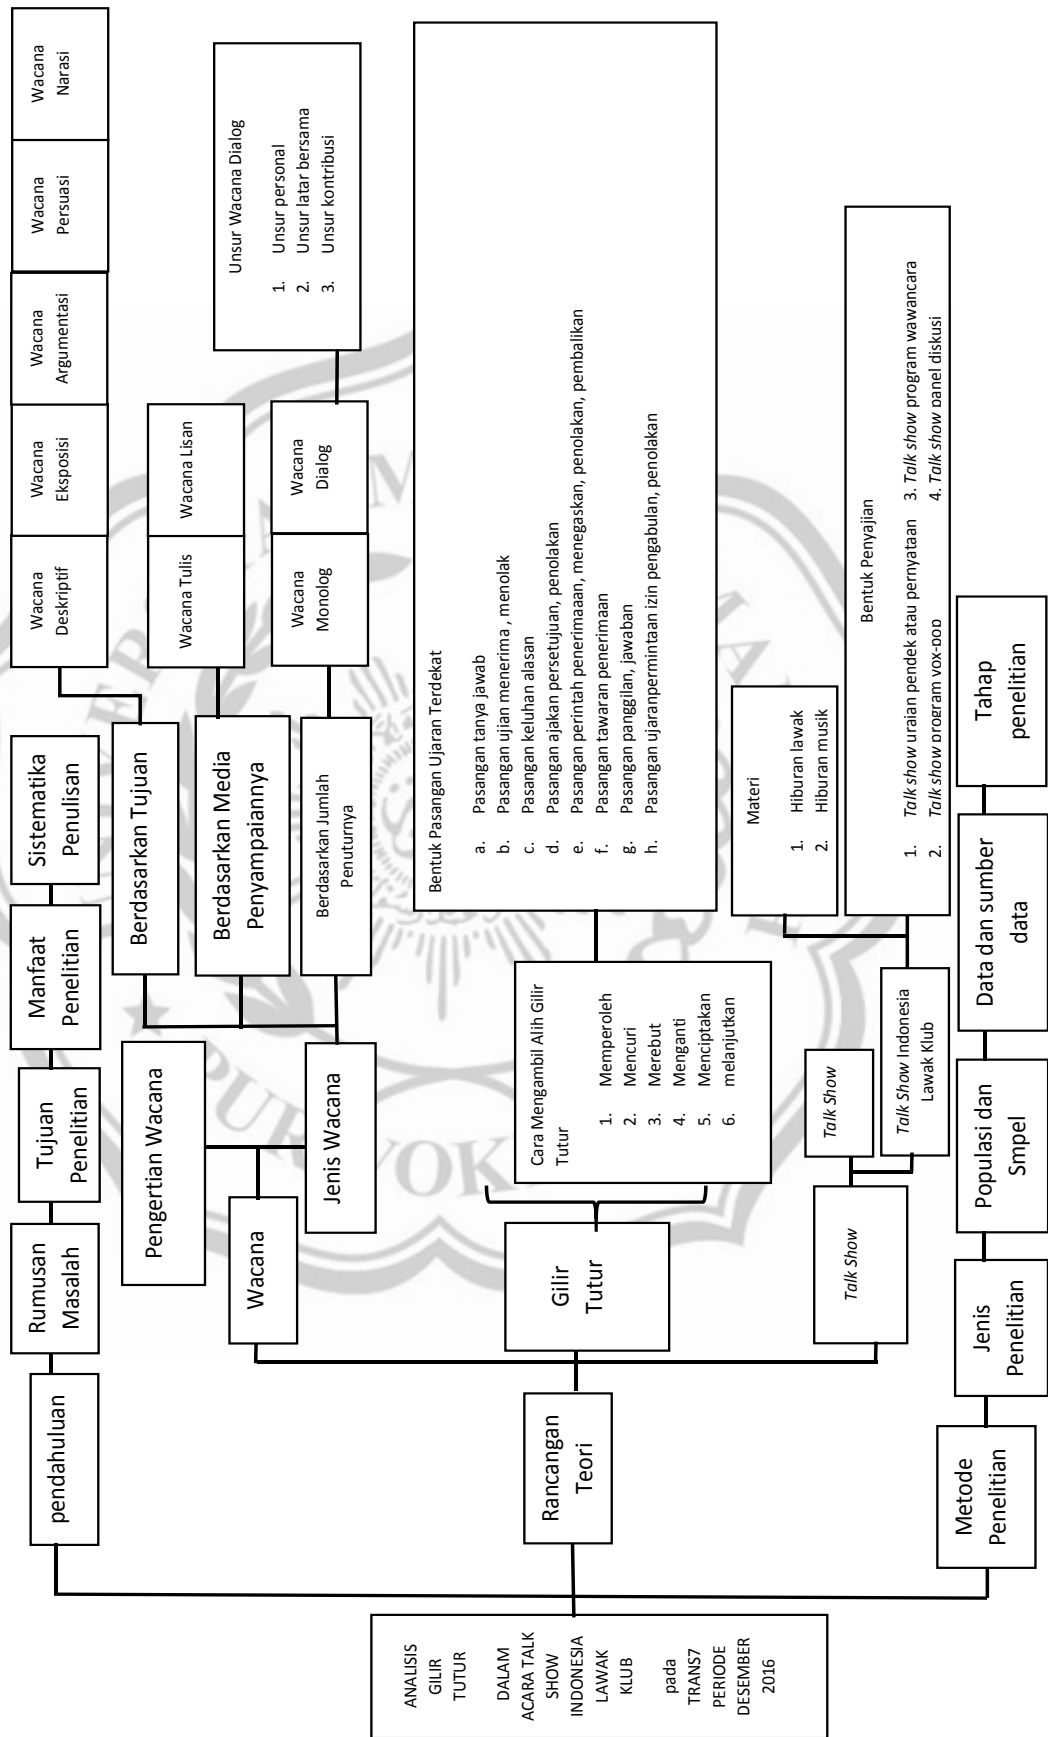 ANALISIS
GILIR
TUTUR
DALAM
ACARA TALK
SHOW
INDONESIA
LAWAK
KLUB
pada
TRANS7
PERIODE
DESEMBER
2016
pendahuluan
Rumusan
Masalah
Tujuan
Penelitian
Manfaat
Penelitian
Sistematika
Penulisan
Rancangan
Teori
Wacana
Pengertian Wacana
Jenis Wacana
Berdasarkan Tujuan
Wacana
Deskriptif
Wacana
Eksposisi
Wacana
Argumentasi
Wacana
Persuasi
Wacana
Narasi
Berdasarkan Media
Penyampaiannya
Wacana Tulis
Wacana Lisan
Berdasarkan Jumlah
Penuturnya
Wacana
Monolog
Wacana
Dialog
Unsur Wacana Dialog
1. Unsur personal
2. Unsur latar bersama
3. Unsur kontribusi
Gilir
Tutur
Cara Mengambil Alih Gilir
Tutur
1. Memperoleh
2. Mencuri
3. Merebut
4. Menganti
5. Menciptakan
6. melanjutkan
Bentuk Pasangan Ujaran Terdekat
a. Pasangan tanya jawab
b. Pasangan ujian menerima , menolak
c. Pasangan keluhan alasan
d. Pasangan ajakan persetujuan, penolakan
e. Pasangan perintah penerimaaan, menegaskan, penolakan, pembalikan
f. Pasangan tawaran penerimaan
g. Pasangan panggilan, jawaban
h. Pasangan ujaranpermintaan izin pengabulan, penolakan
Talk Show
Talk Show
Talk Show Indonesia
Lawak Klub
Materi
1. Hiburan lawak
2. Hiburan musik
Bentuk Penyajian
1. Talk show uraian pendek atau pernyataan 3. Talk show program wawancara
2. Talk show program vox-pop 4. Talk show panel diskusi
Metode
Penelitian
Jenis
Penelitian
Populasi dan
Smpel
Data dan sumber
data
Tahap
penelitian